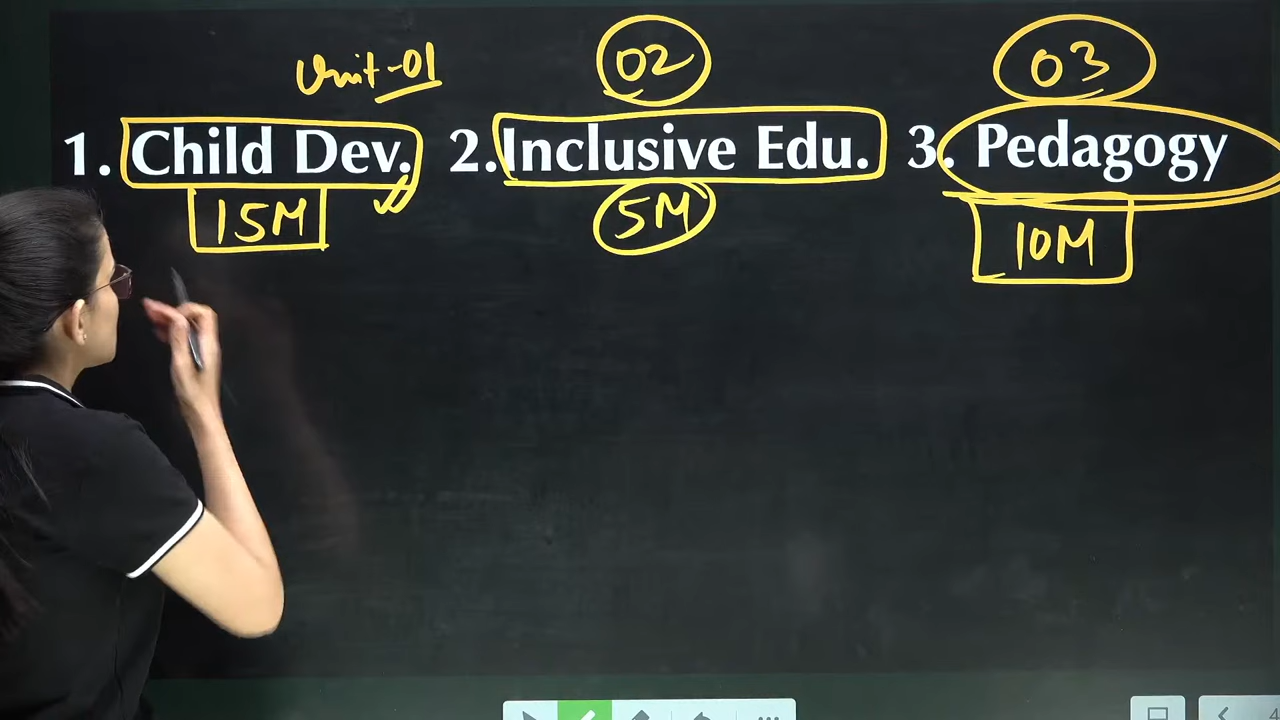 Unit-01 02 03
1. Child Dev. 2. Inclusive Edu. 3. Pedagogy
15M 5M 10M